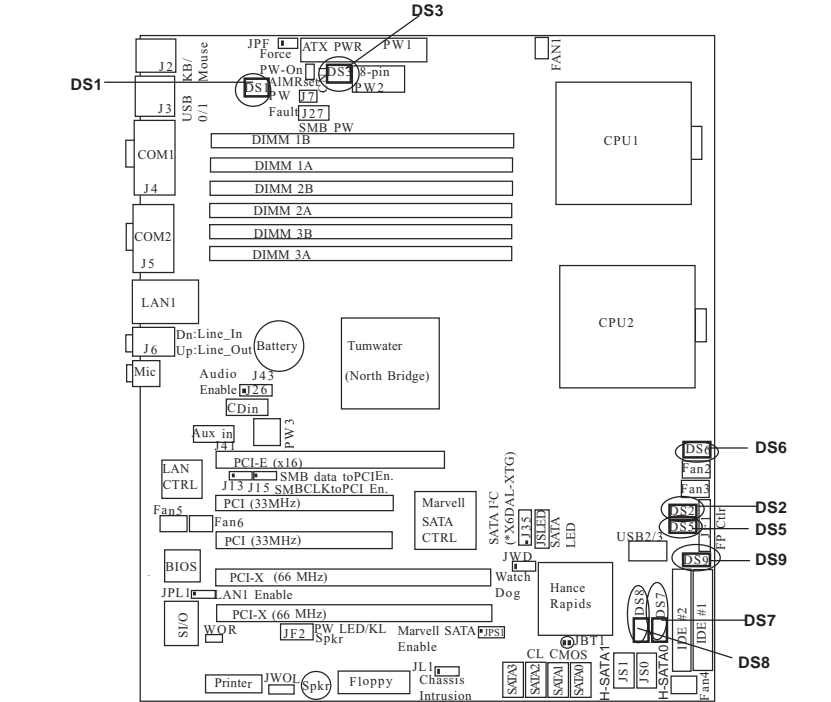 DS3
JPF
Force
PW-On
ATX PWR PW1
DS3
8-pin
PW2
FAN1
DS1
DS1
AlMRset
PW
J7
Fault
J27
SMB PW
J2
KB/
Mouse
J3
USB
0/1
COM1
J4
COM2
J5
LAN1
J6
Dn:Line_In
Up:Line_Out
Mic
DIMM 1B
DIMM 1A
DIMM 2B
DIMM 2A
DIMM 3B
DIMM 3A
CPU1
CPU2
Battery
Tumwater
(North Bridge)
Audio
Enable
J43
J26
CDin
Aux in
J41
PW3
PCI-E (x16)
LAN
CTRL
SMB data toPCIEn.
J13 J15 SMBCLKtoPCI En.
PCI (33MHz)
Fan5
Fan6
PCI (33MHz)
Marvell
SATA
CTRL
SATA I²C
(*X6DAL-XTG)
J35
JSLED
SATA
LED
DS6
DS6
Fan2
Fan3
DS2
DS2
DS5
DS5
JF1
FP Ctlr
USB2/3
DS9
DS9
BIOS
PCI-X (66 MHz)
JWD
Watch
Dog
JPL1
LAN1 Enable
PCI-X (66 MHz)
Hance
Rapids
DS8
DS7
DS7
DS8
IDE #2
IDE #1
SI/O
WOR
JF2
PW LED/KL
Spkr
Marvell SATA
Enable
JPS1
JBT1
CL CMOS
Printer
JWOL
Spkr
Floppy
JL1
Chassis
Intrusion
SATA3
SATA2
SATA1
SATA0
H-SATA1
JS1
JS0
H-SATA0
Fan4